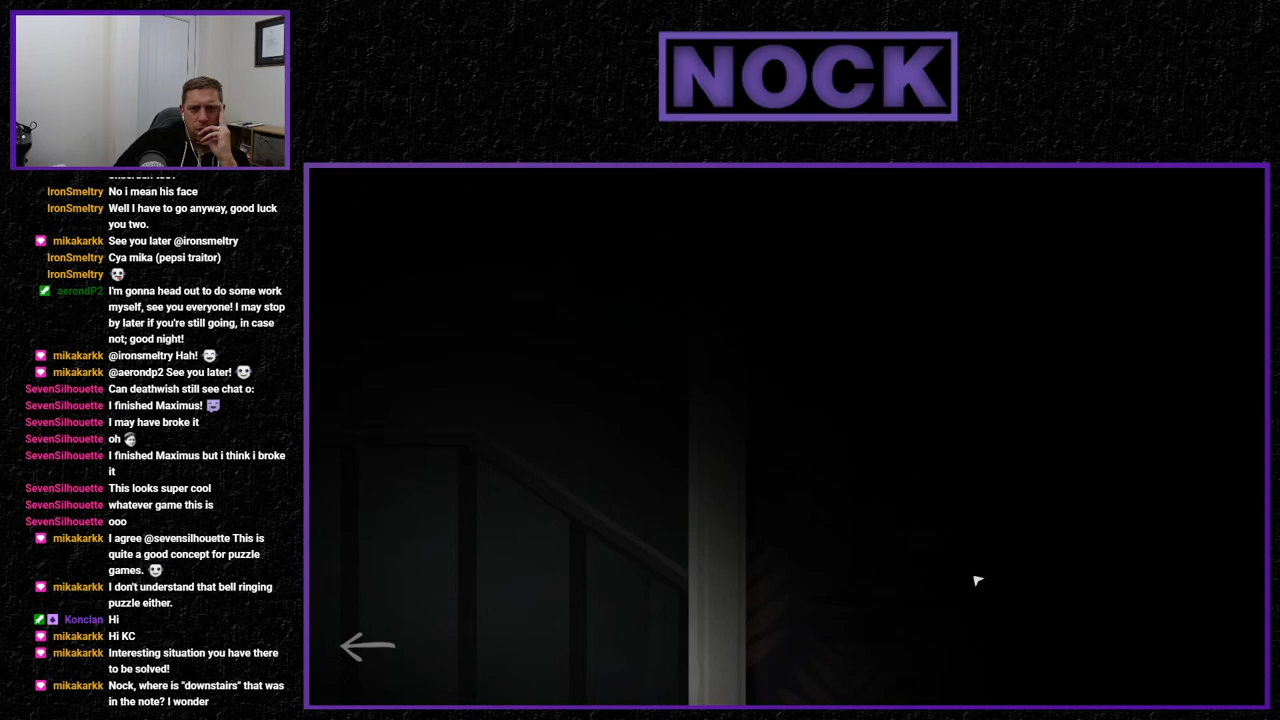 NOCK
IronSmeltry No i mean his face
IronSmeltry Well I have to go anyway, good luck
you two.
mikakarkk See you later @ironsmeltry
IronSmeltry Cya mika (pepsi traitor)
IronSmeltry
aerondP2 I'm gonna head out to do some work
myself, see you everyone! I may stop
by later if you're still going, in case
not; good night!
mikakarkk @ironsmeltry Hah!
mikakarkk @aerondp2 See you later!
SevenSilhouette Can deathwish still see chat o:
SevenSilhouette I finished Maximus!
SevenSilhouette I may have broke it
SevenSilhouette oh
SevenSilhouette I finished Maximus but i think i broke
it
SevenSilhouette This looks super cool
SevenSilhouette whatever game this is
SevenSilhouette ooo
mikakarkk I agree @sevensilhouette This is
quite a good concept for puzzle
games.
mikakarkk I don't understand that bell ringing
puzzle either.
Konclan Hi
mikakarkk Hi KC
mikakarkk Interesting situation you have there
to be solved!
mikakarkk Nock, where is "downstairs" that was
in the note? I wonder